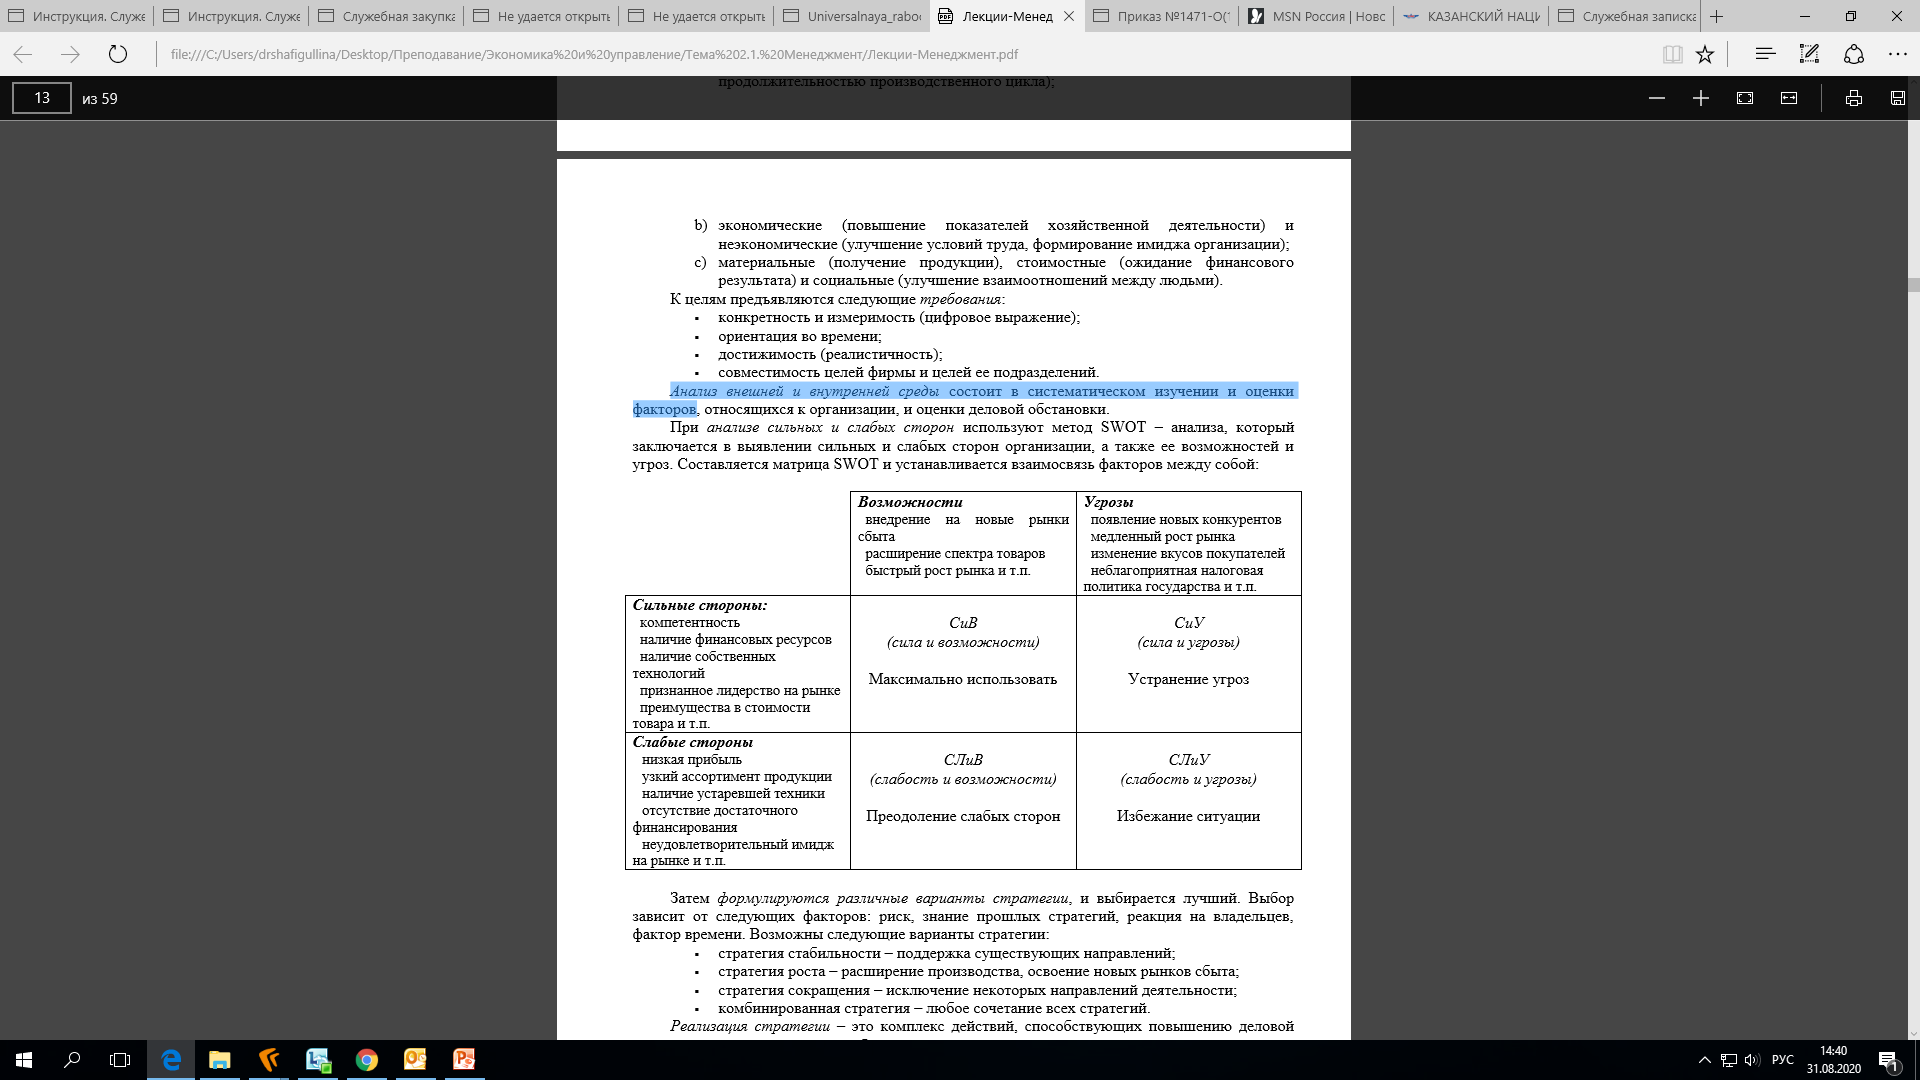 Инструкция. Служе
Инструкция. Служе
Служебная закупка
Не удается открыть
Не удается открыть
Universalnaya_raboc
Лекции-Менед
Приказ №1471-О(1
MSN Россия | Новс
КАЗАНСКИЙ НАЦИ
Служебная записка
file:///C:/Users/drshafigullina/Desktop/Преподавание/Экономика%20и%20управление/Тема%202.1.%20Менеджмент/Лекции-Менеджмент.pdf
продолжительностью производственного цикла);
13 из 59
b) экономические (повышение показателей хозяйственной деятельности) и
неэкономические (улучшение условий труда, формирование имиджа организации);
c) материальные (получение продукции), стоимостные (ожидание финансового
результата) и социальные (улучшение взаимоотношений между людьми).
К целям предъявляются следующие требования:
▪ конкретность и измеримость (цифровое выражение);
▪ ориентация во времени;
▪ достижимость (реалистичность);
▪ совместимость целей фирмы и целей ее подразделений.
Анализ внешней и внутренней среды состоит в систематическом изучении и оценки
факторов, относящихся к организации, и оценки деловой обстановки.
При анализе сильных и слабых сторон используют метод SWOT – анализа, который
заключается в выявлении сильных и слабых сторон организации, а также ее возможностей и
угроз. Составляется матрица SWOT и устанавливается взаимосвязь факторов между собой:
Возможности
внедрение на новые рынки
сбыта
расширение спектра товаров
быстрый рост рынка и т.п.
Угрозы
появление новых конкурентов
медленный рост рынка
изменение вкусов покупателей
неблагоприятная налоговая
политика государства и т.п.
Сильные стороны:
компетентность
наличие финансовых ресурсов
наличие собственных
технологий
признанное лидерство на рынке
преимущества в стоимости
товара и т.п.
СиВ
(сила и возможности)
Максимально использовать
СиУ
(сила и угрозы)
Устранение угроз
Слабые стороны
низкая прибыль
узкий ассортимент продукции
наличие устаревшей техники
отсутствие достаточного
финансирования
неудовлетворительный имидж
на рынке и т.п.
СЛиВ
(слабость и возможности)
Преодоление слабых сторон
СЛиУ
(слабость и угрозы)
Избежание ситуации
Затем формулируются различные варианты стратегии, и выбирается лучший. Выбор
зависит от следующих факторов: риск, знание прошлых стратегий, реакция на владельцев,
фактор времени. Возможны следующие варианты стратегии:
▪ стратегия стабильности – поддержка существующих направлений;
▪ стратегия роста – расширение производства, освоение новых рынков сбыта;
▪ стратегия сокращения – исключение некоторых направлений деятельности;
▪ комбинированная стратегия – любое сочетание всех стратегий.
Реализация стратегии – это комплекс действий, способствующих повышению деловой
РУС
14:40
31.08.2020
1